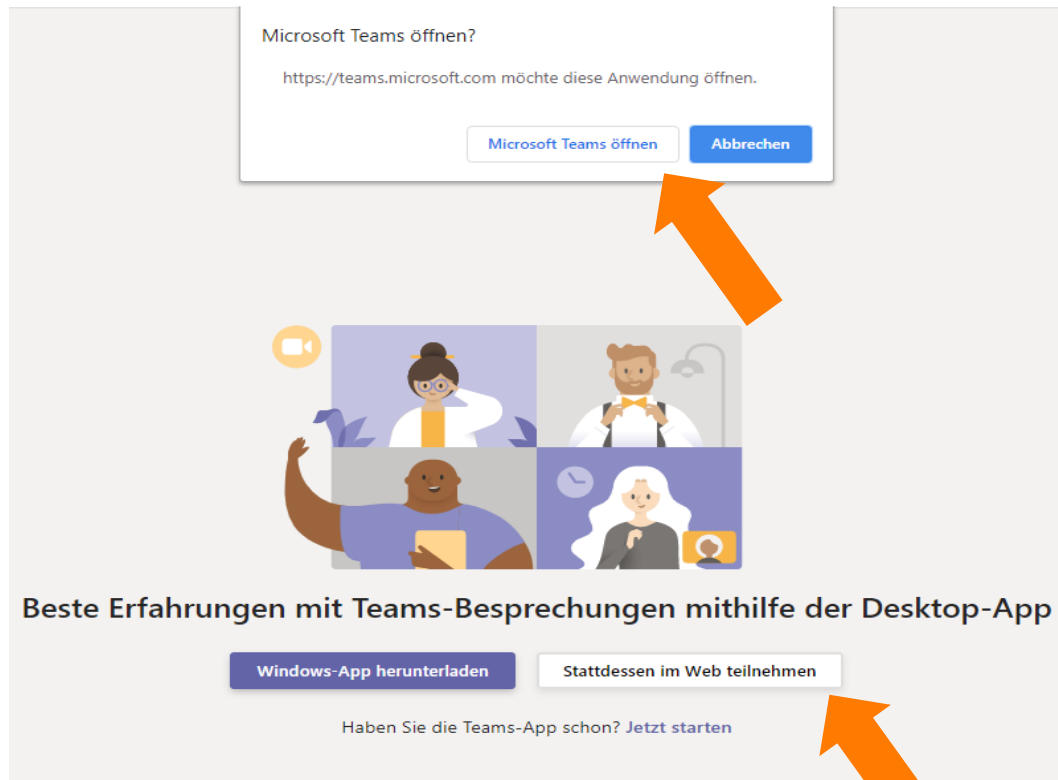 Microsoft Teams öffnen?
https://teams.microsoft.com möchte diese Anwendung öffnen.
Microsoft Teams öffnen
Abbrechen
Beste Erfahrungen mit Teams-Besprechungen mithilfe der Desktop-App
Windows-App herunterladen
Stattdessen im Web teilnehmen
Haben Sie die Teams-App schon? Jetzt starten